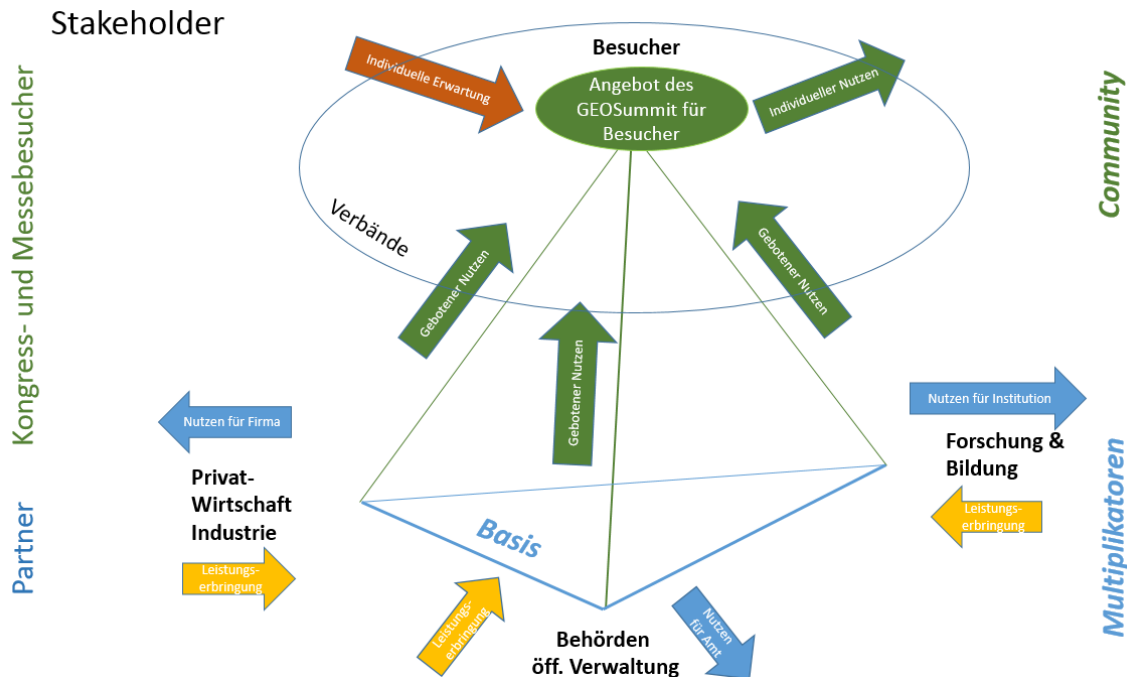 Stakeholder
Besucher
Individuelle Erwartung
Angebot des
GEOSummit für
Besucher
Individueller Nutzen
Kongress- und Messebesucher
Community
Verbände
Gebotener Nutzen
Gebotener Nutzen
Gebotener Nutzen
Nutzen für Firma
Nutzen für Institution
Privat-
Wirtschaft
Industrie
Forschung &
Bildung
Partner
Basis
Leistungs-
erbringung
Multiplikatoren
Leistungs-
erbringung
Leistungs-
erbringung
Behörden
öff. Verwaltung
Nutzen
für Amt